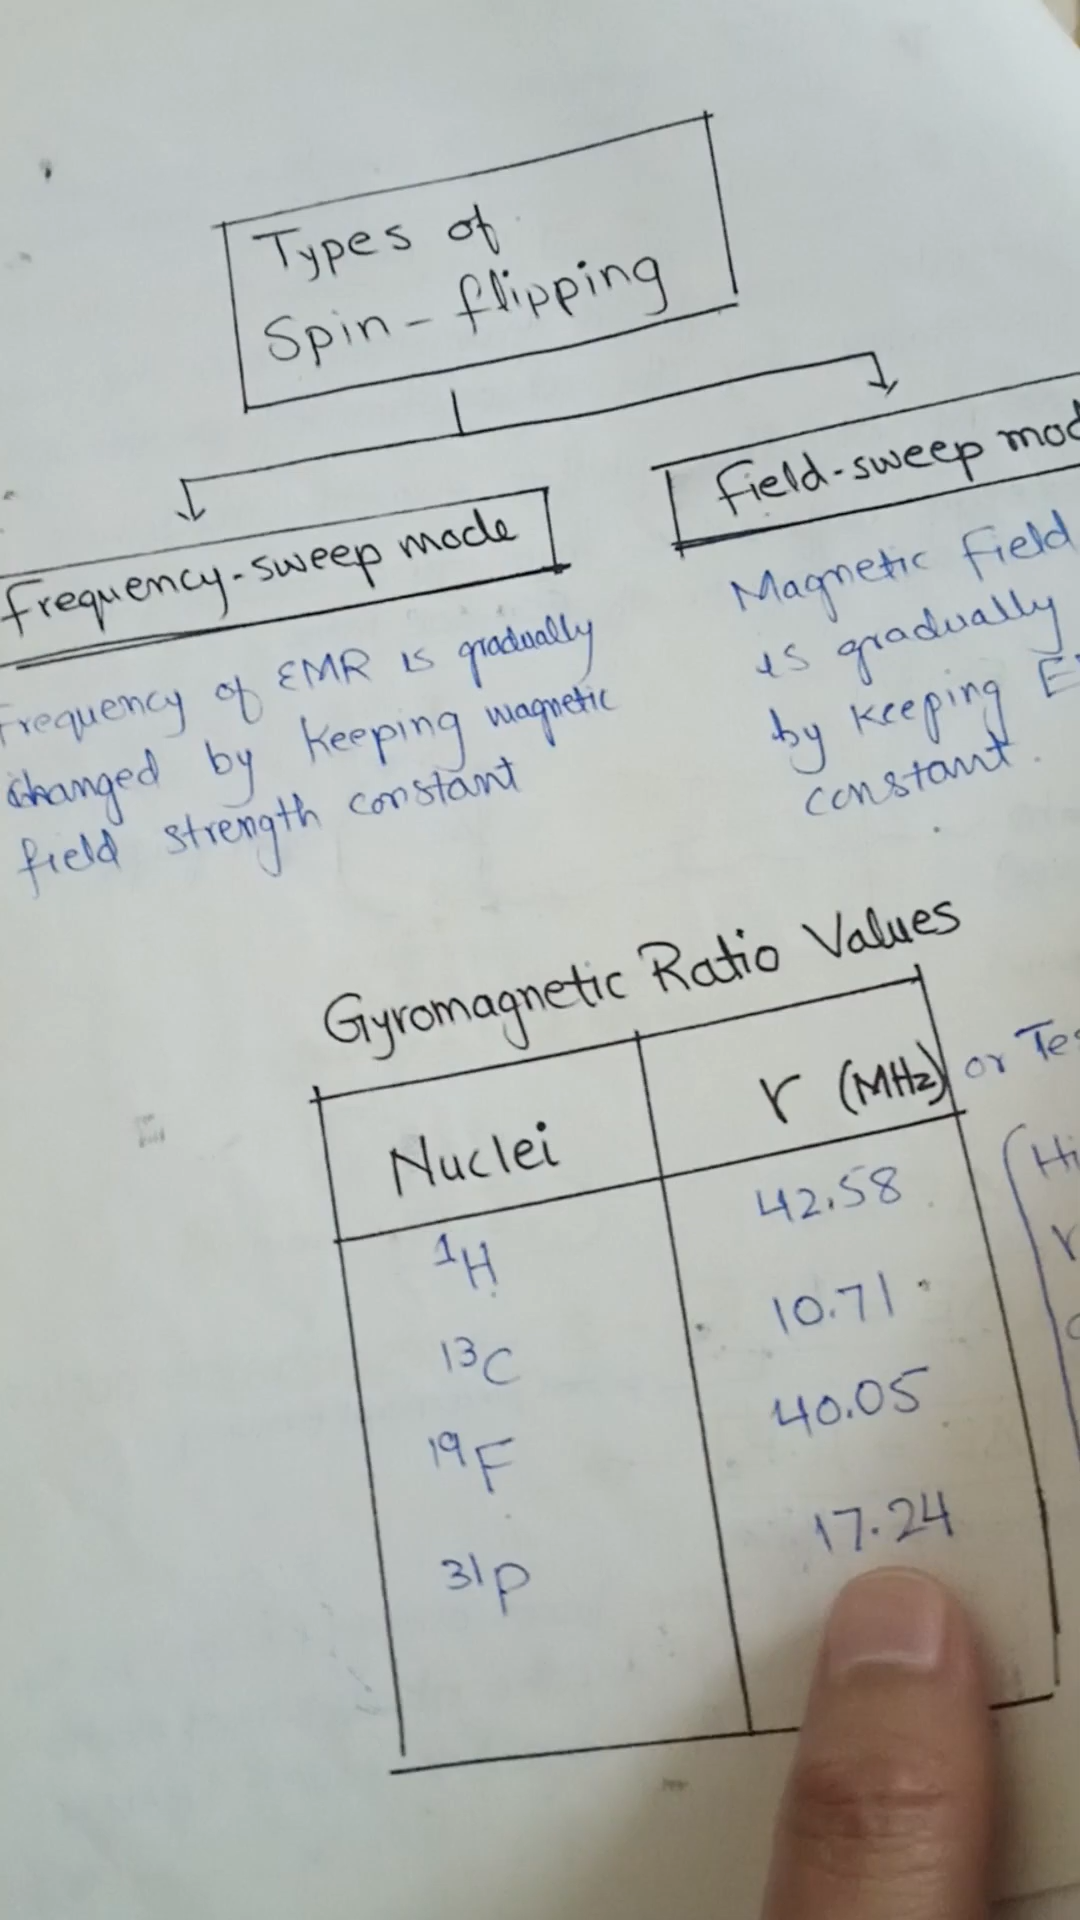 Types of
Spin - flipping
frequency-sweep mode
Frequency of EMR is gradually
changed by keeping magnetic
field strength constant
field-sweep
Magnetic field
is gradually
by keeping
constant.
Gyromagnetic Ratio Values
Nuclei
γ (MHz) or
¹H
42.58
¹³C
10.71
¹⁹F
40.05
³¹P
17.24